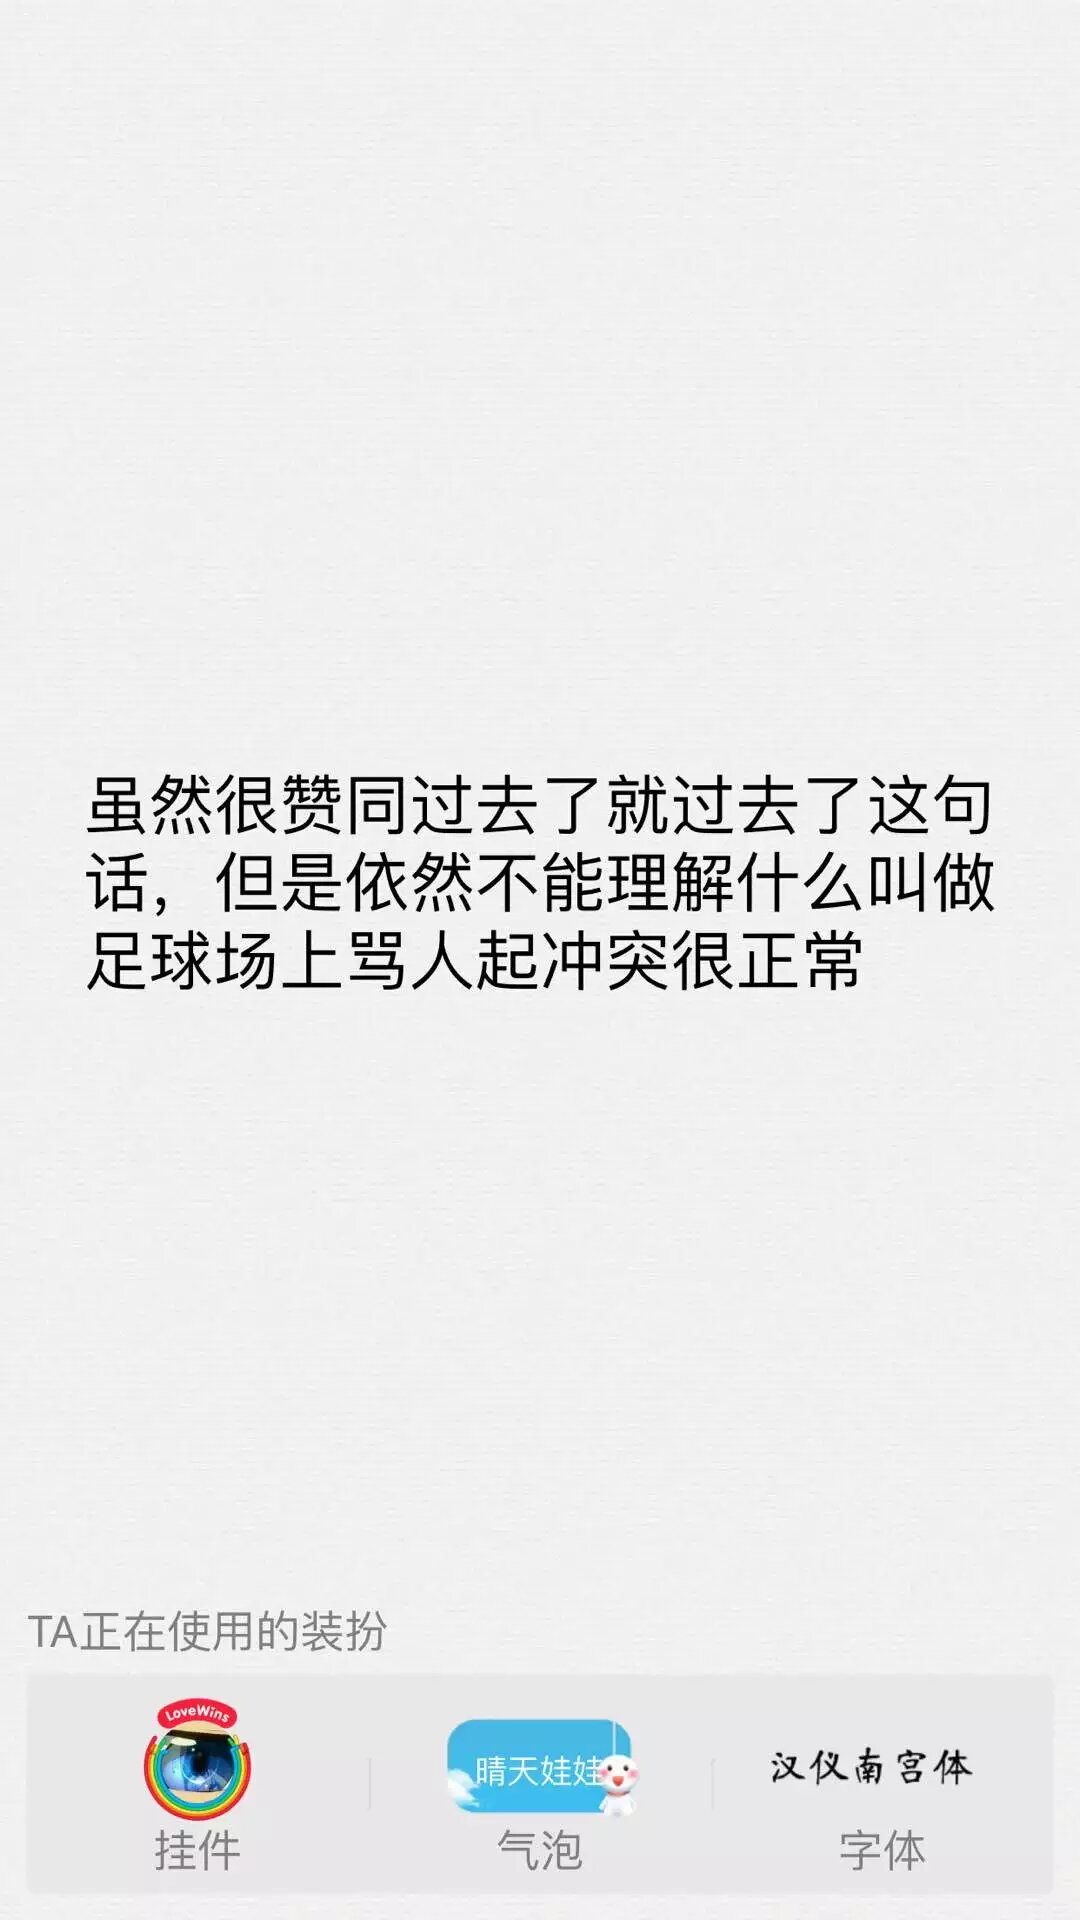 虽然很赞同过去了就过去了这句
话，但是依然不能理解什么叫做
足球场上骂人起冲突很正常
TA正在使用的装扮
LoveWins
晴天娃娃
汉仪南宫体
挂件
气泡
字体